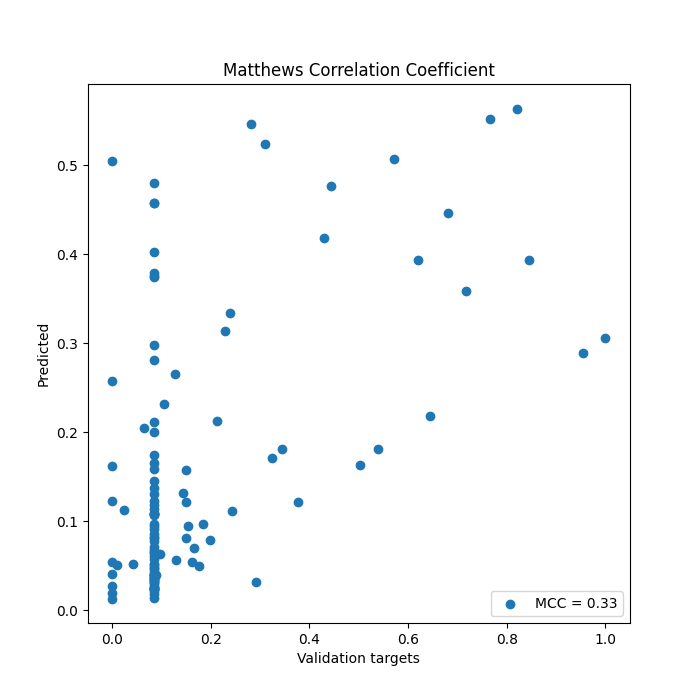 Matthews Correlation Coefficient
Predicted
0.5
0.4
0.3
0.2
0.1
0.0
MCC = 0.33
0.0 0.2 0.4 0.6 0.8 1.0
Validation targets